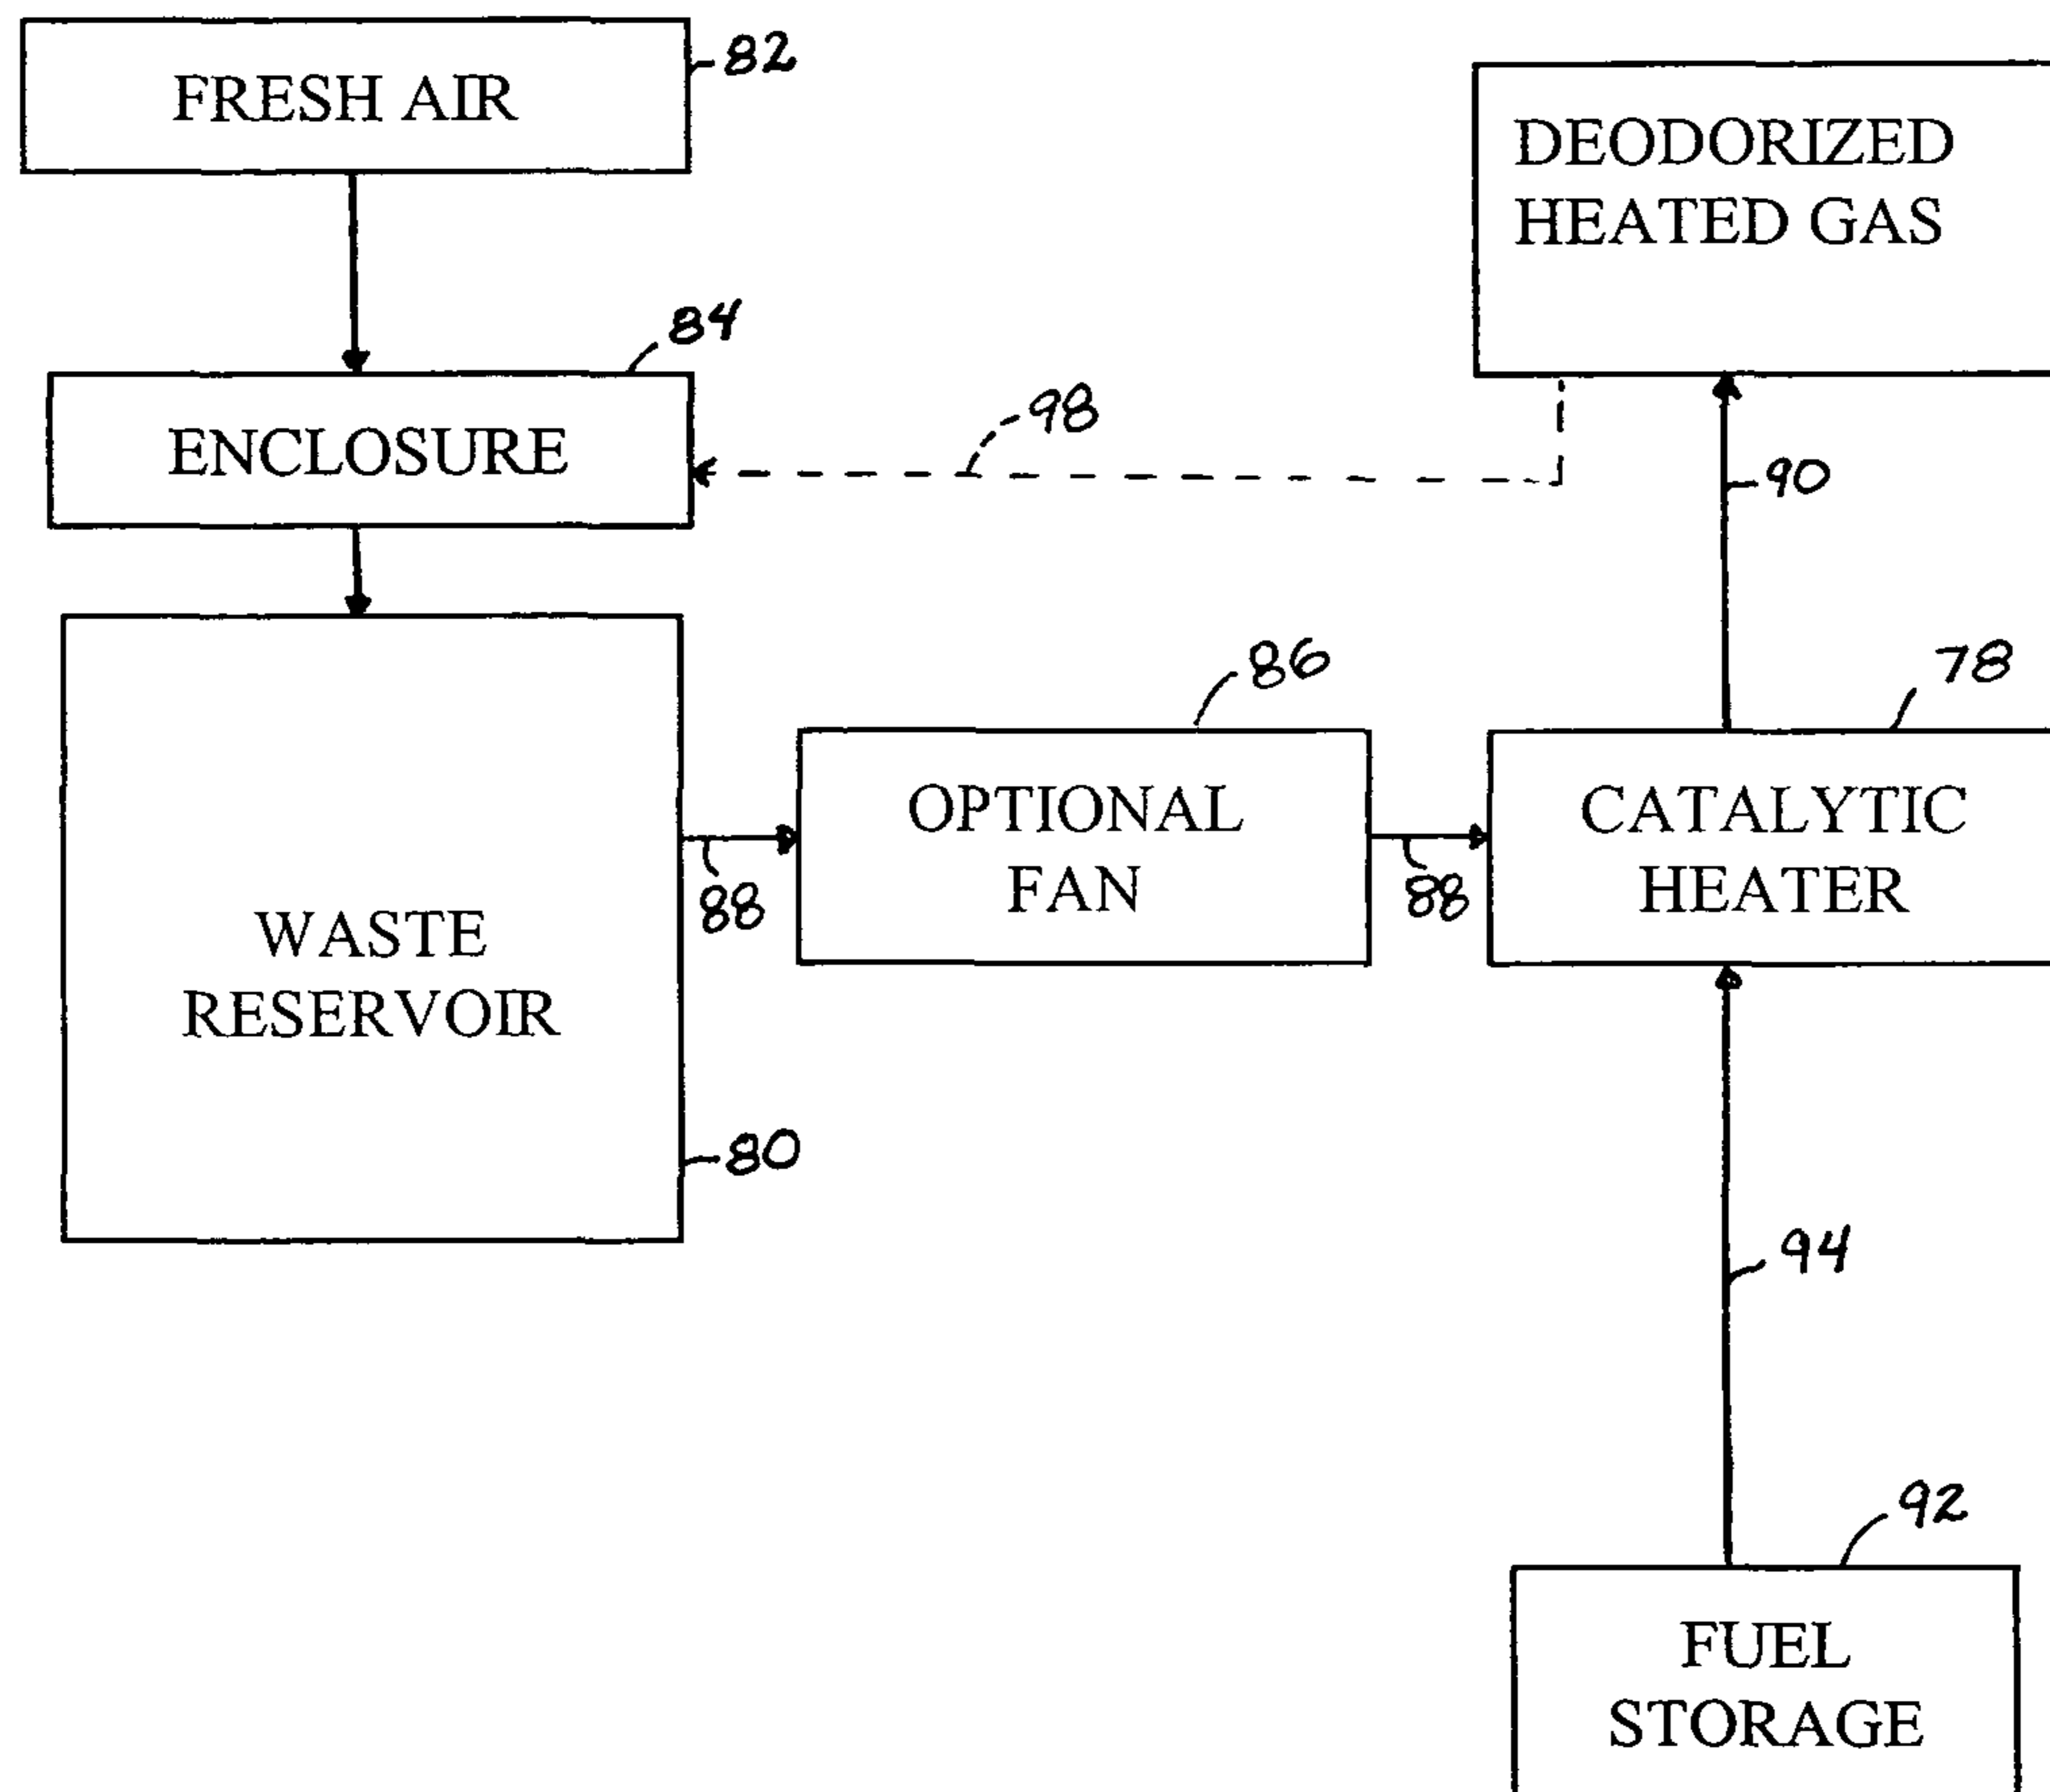 FRESH AIR
82
DEODORIZED
HEATED GAS
84
ENCLOSURE
98
90
86
78
OPTIONAL
FAN
CATALYTIC
HEATER
88
88
WASTE
RESERVOIR
80
94
92
FUEL
STORAGE